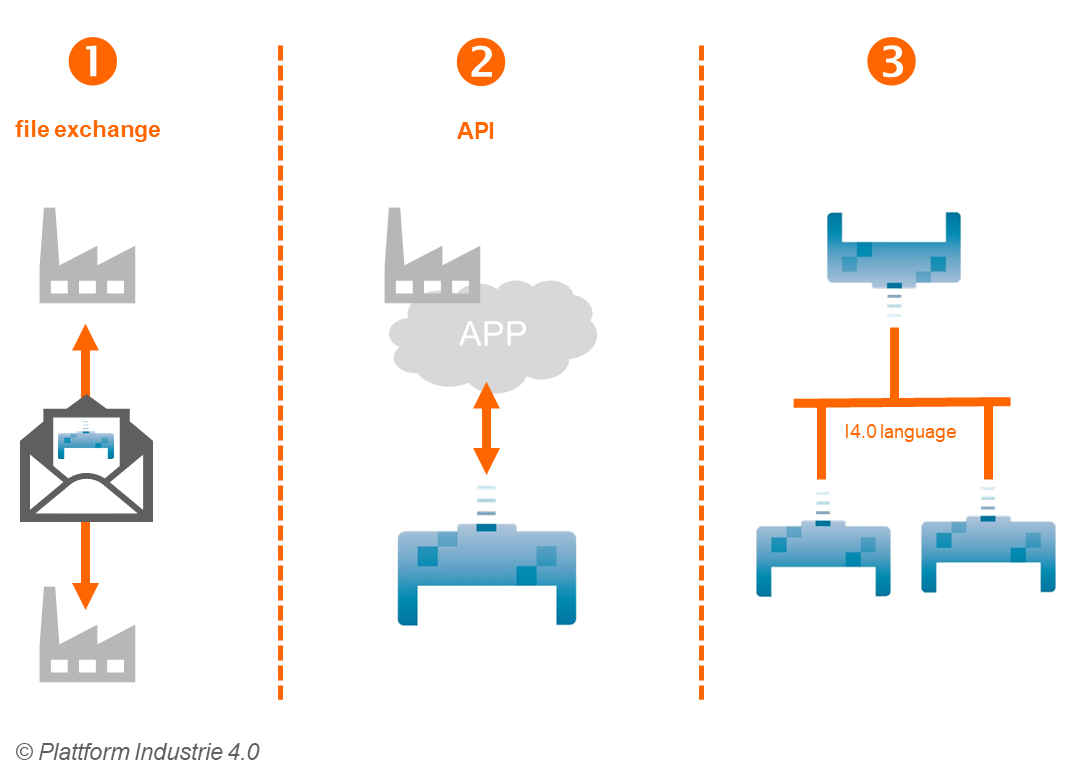 1
file exchange
2
API
APP
3
I4.0 language
© Plattform Industrie 4.0